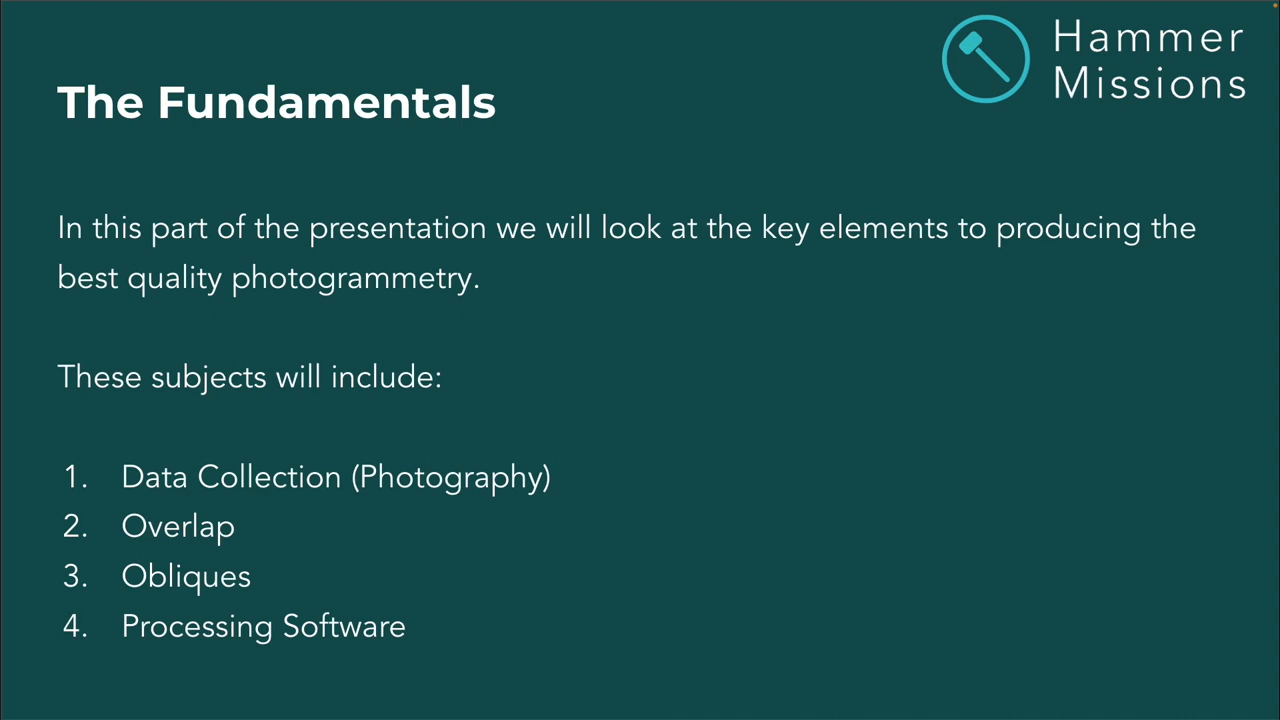 Hammer
Missions
The Fundamentals
In this part of the presentation we will look at the key elements to producing the
best quality photogrammetry.
These subjects will include:
1. Data Collection (Photography)
2. Overlap
3. Obliques
4. Processing Software